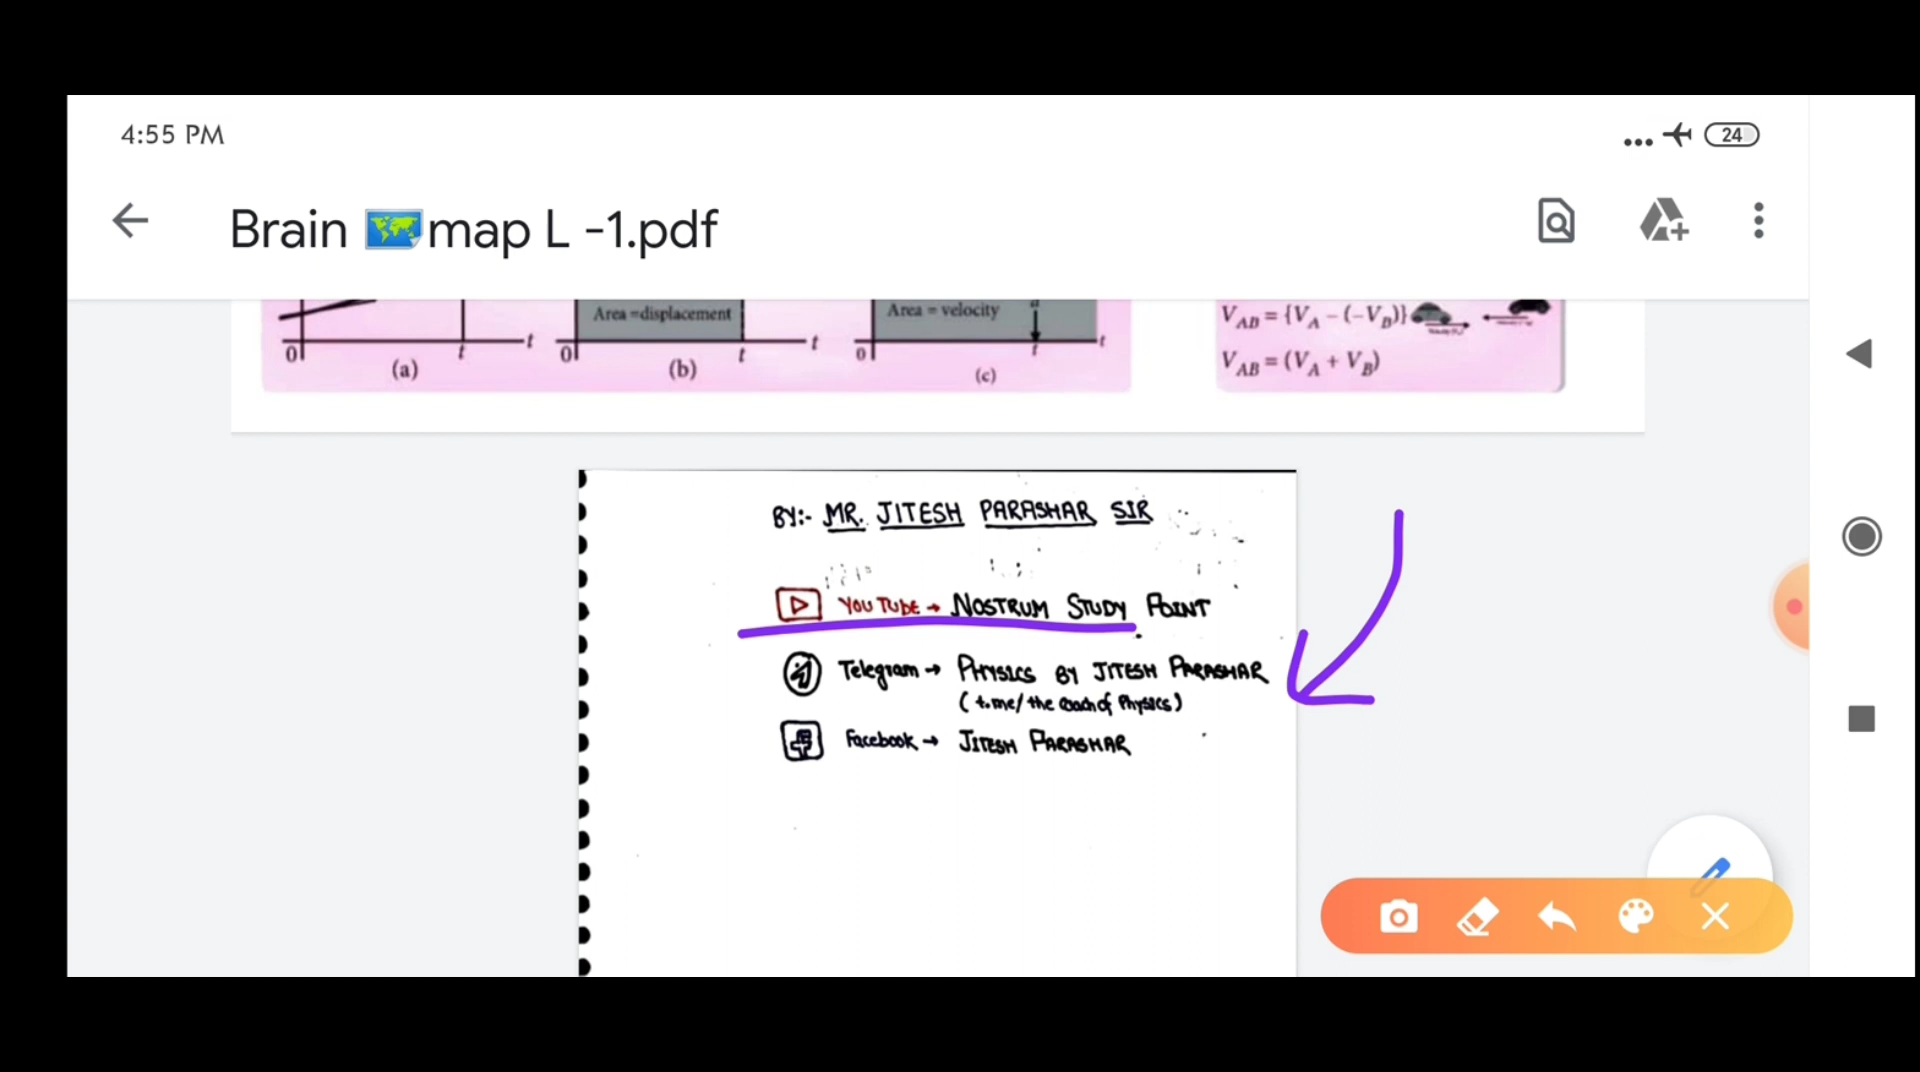 4:55 PM
24
Brain 🗺️map L -1.pdf
Area =displacement
Area = velocity
V_AB = {V_A - (-V_B)}
0 t t
0 t t
0 t t
V_AB = (V_A + V_B)
(a)
(b)
(c)
BY:- MR. JITESH PARASHAR SIR
YouTube → NOSTRUM STUDY POINT
Telegram → PHYSICS BY JITESH PARASHAR
(t.me/the coach of Physics)
Facebook → JITESH PARASHAR